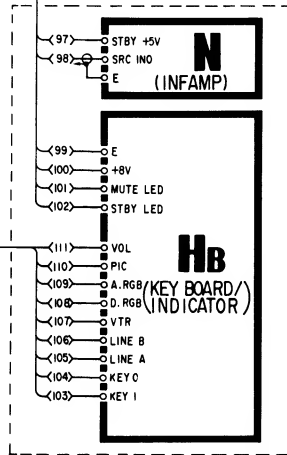 97 STBY +5V
98 SRC INO
E
N
(INFAMP)
99 E
100 +8V
101 MUTE LED
102 STBY LED
111 VOL
110 PIC
109 A.RGB
108 D.RGB
107 VTR
106 LINE B
105 LINE A
104 KEY 0
103 KEY 1
HB
(KEY BOARD/
INDICATOR)